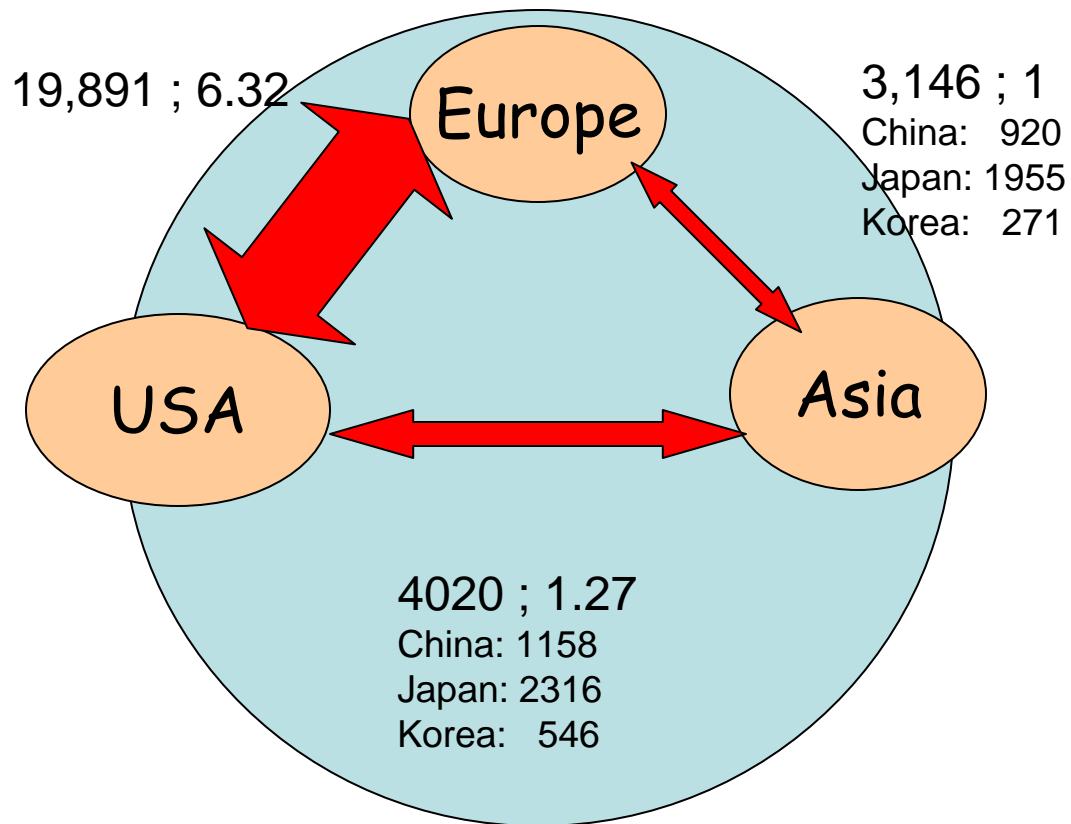 19,891 ; 6.32
Europe
3,146 ; 1
China: 920
Japan: 1955
Korea: 271
USA
Asia
4020 ; 1.27
China: 1158
Japan: 2316
Korea: 546